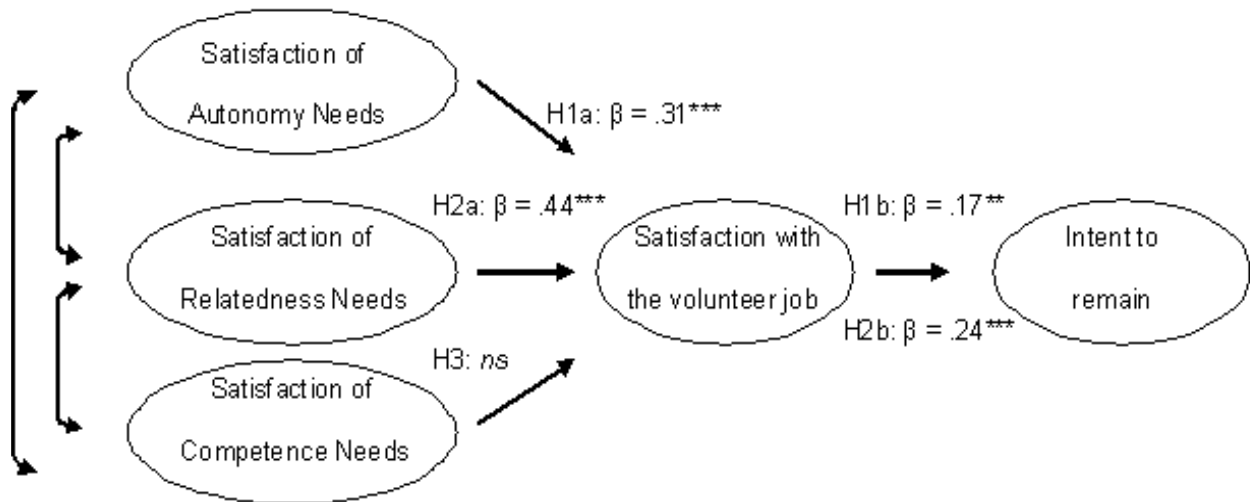 Satisfaction of
Autonomy Needs
H1a: β = .31***
H2a: β = .44***
H1b: β = .17**
Satisfaction of
Relatedness Needs
Satisfaction with
the volunteer job
Intent to
remain
H2b: β = .24***
H3: ns
Satisfaction of
Competence Needs